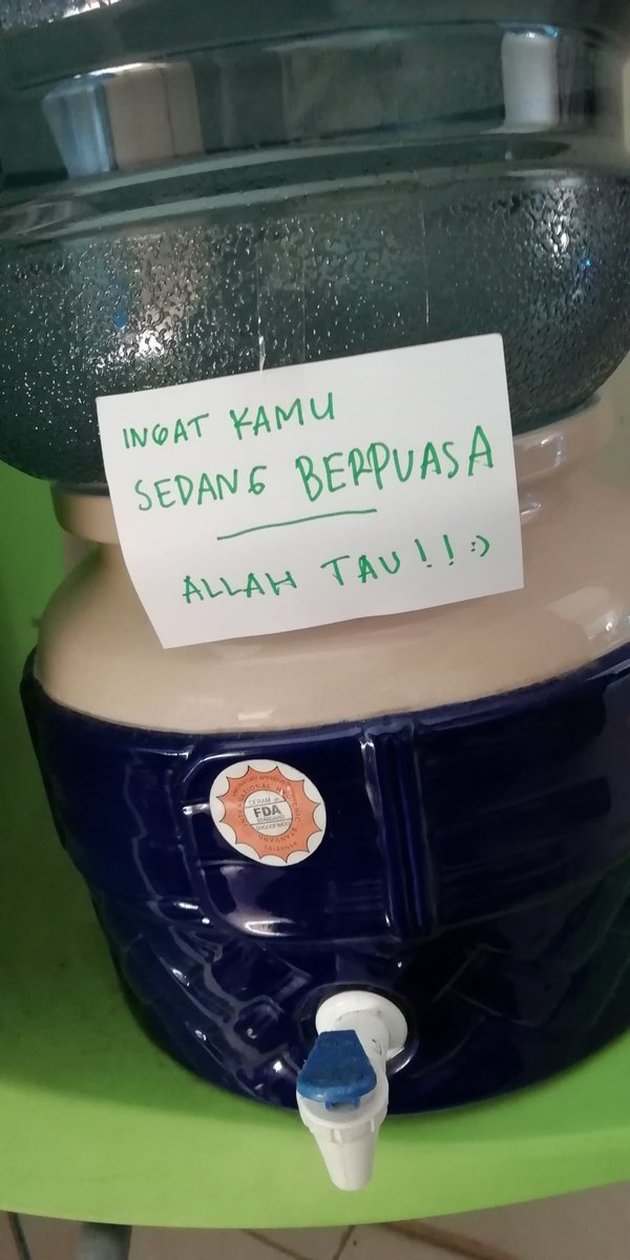 INGAT KAMU
SEDANG BERPUASA
ALLAH TAU!! :)
FDA